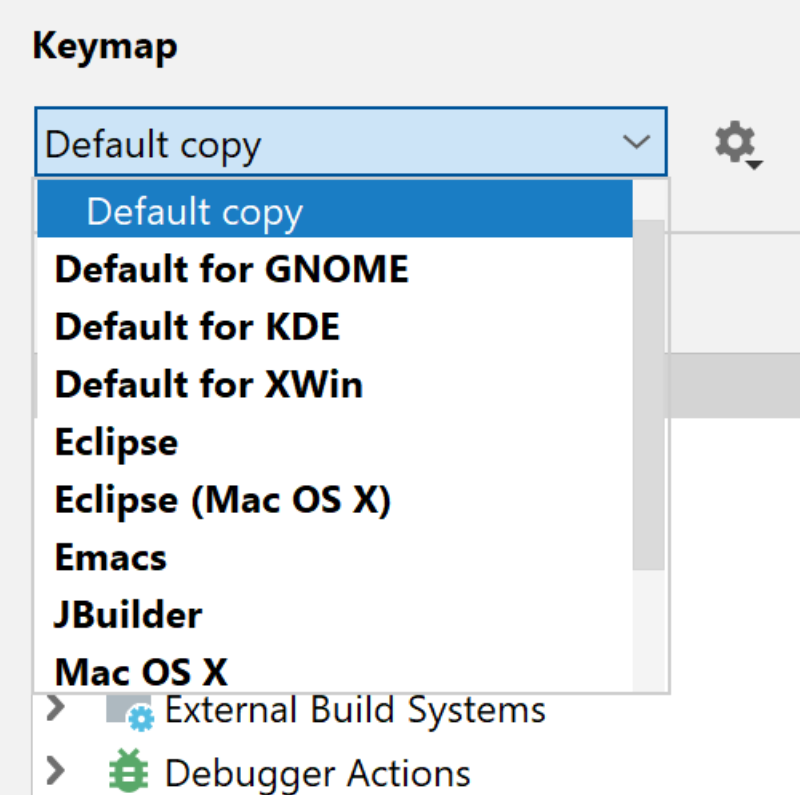 Keymap
Default copy
Default copy
Default for GNOME
Default for KDE
Default for XWin
Eclipse
Eclipse (Mac OS X)
Emacs
JBuilder
Mac OS X
External Build Systems
Debugger Actions